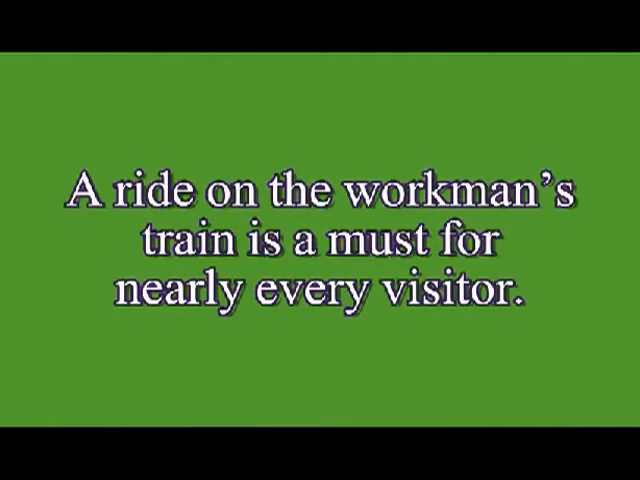 A ride on the workman’s
train is a must for
nearly every visitor.